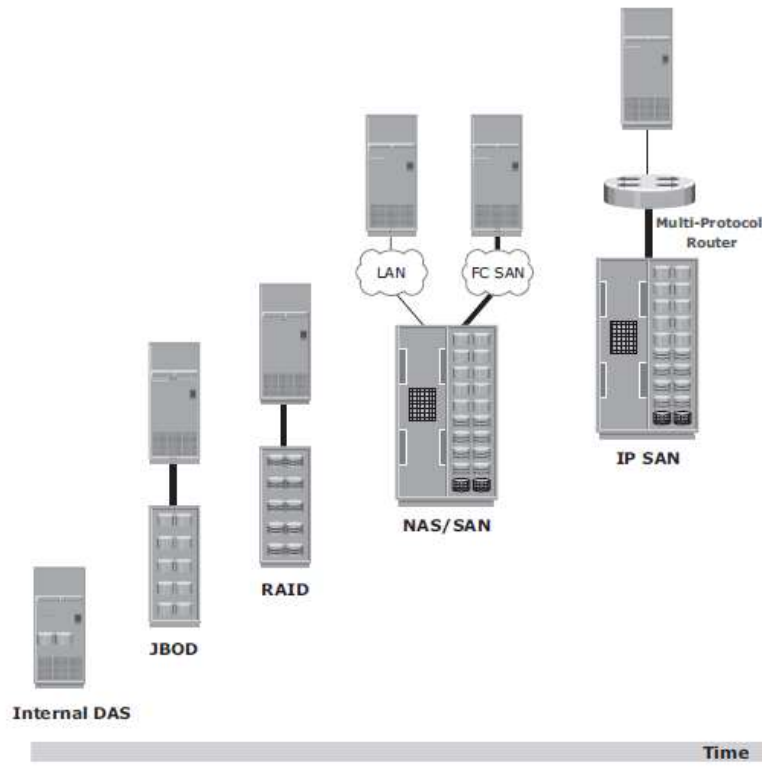 Multi-Protocol
Router
LAN
FC SAN
IP SAN
NAS/SAN
RAID
JBOD
Internal DAS
Time